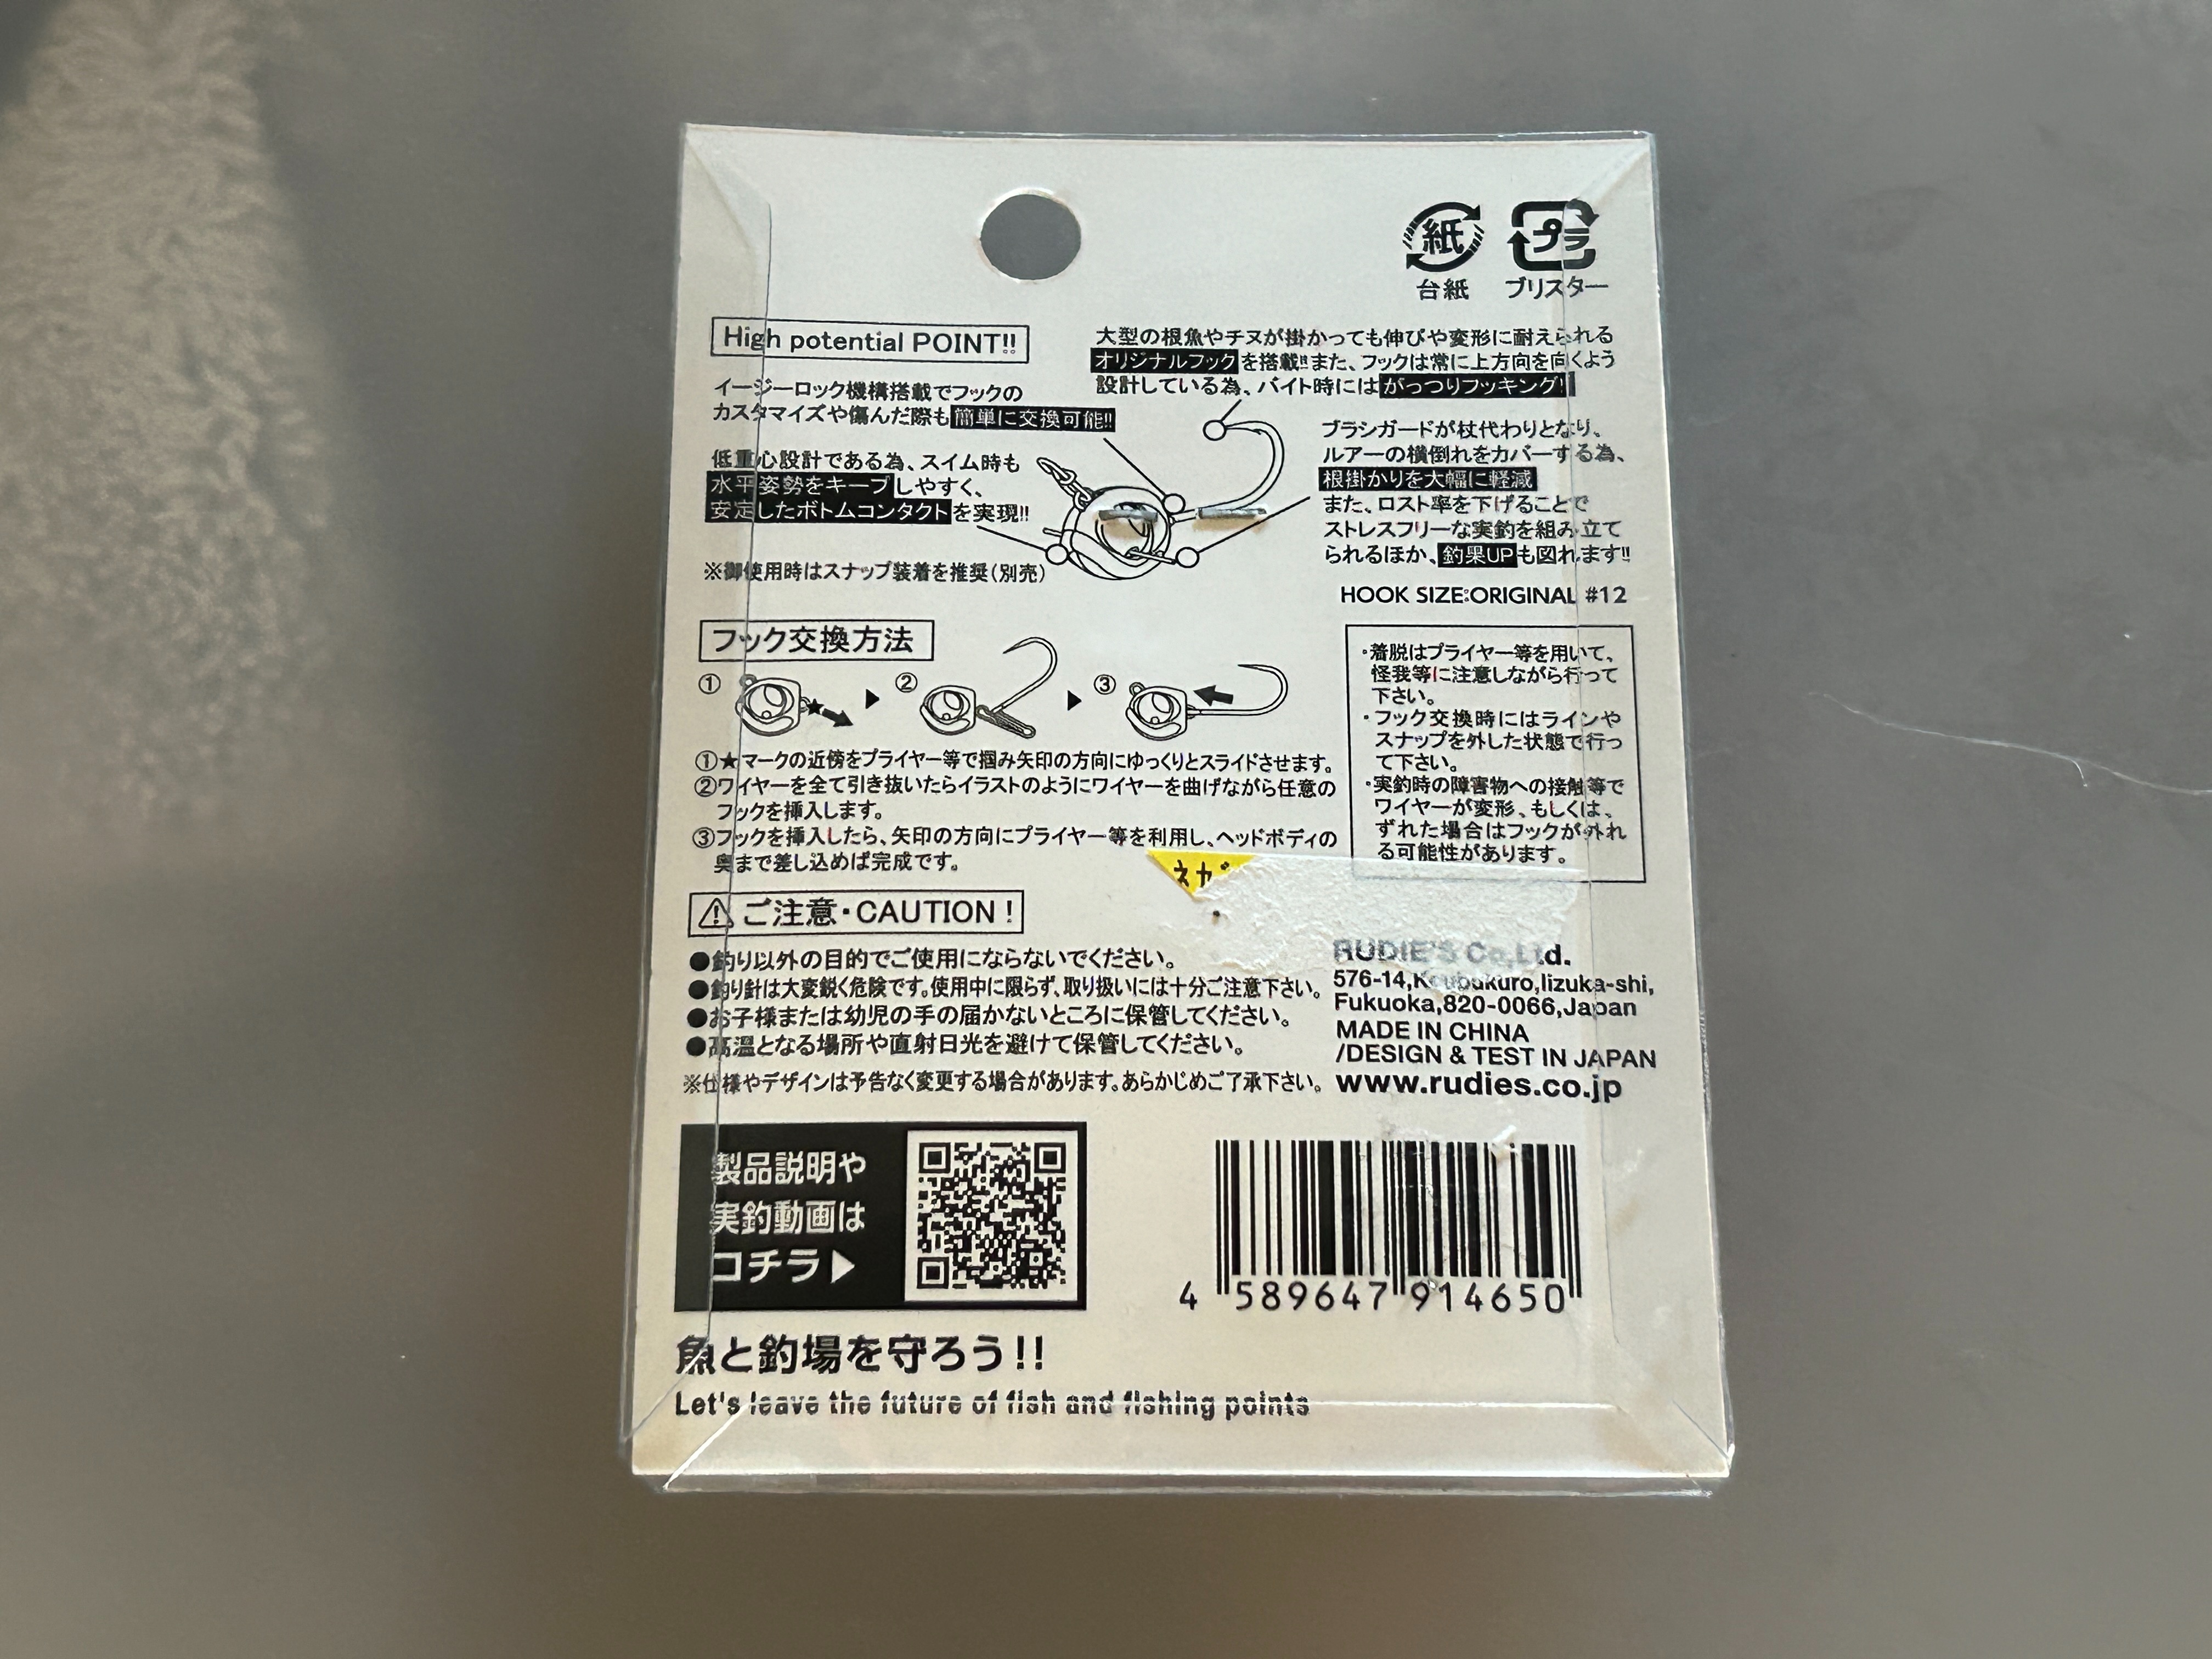 紙
プラ
台紙
ブリスター
High potential POINT!!
イージーロック機構搭載でフックの
カスタマイズや傷んだ際も簡単に交換可能!!
低重心設計である為、スイム時も
水平姿勢をキープしやすく、
安定したボトムコンタクトを実現!!
※御使用時はスナップ装着を推奨(別売)
大型の根魚やチヌが掛かっても伸びや変形に耐えられる
オリジナルフックを搭載!!また、フックは常に上方向を向くよう
設計している為、バイト時にはがっつりフッキング!!
ブラシガードが杖代わりとなり、
ルアーの横倒れをカバーする為、
根掛かりを大幅に軽減
また、ロスト率を下げることで
ストレスフリーな実釣を組み立て
られるほか、釣果UPも図れます!!
HOOK SIZE:ORIGINAL #12
フック交換方法
① ★ ▶ ② ▶ ③
①★マークの近傍をプライヤー等で掴み矢印の方向にゆっくりとスライドさせます。
②ワイヤーを全て引き抜いたらイラストのようにワイヤーを曲げながら任意の
フックを挿入します。
③フックを挿入したら、矢印の方向にプライヤー等を利用し、ヘッドボディの
奥まで差し込めば完成です。
・着脱はプライヤー等を用いて、
怪我等に注意しながら行って
下さい。
・フック交換時にはラインや
スナップを外した状態で行っ
て下さい。
・実釣時の障害物への接触等で
ワイヤーが変形、もしくは、
ずれた場合はフックが外れ
る可能性があります。
ネガ
⚠ご注意・CAUTION!
●釣り以外の目的でご使用にならないでください。
●釣り針は大変鋭く危険です。使用中に限らず、取り扱いには十分ご注意下さい。
●お子様または幼児の手の届かないところに保管してください。
●高温となる場所や直射日光を避けて保管してください。
※仕様やデザインは予告なく変更する場合があります。あらかじめご了承下さい。
RUDIE'S Co,Ltd.
576-14,Koubukuro,Iizuka-shi,
Fukuoka,820-0066,Japan
MADE IN CHINA
/DESIGN & TEST IN JAPAN
www.rudies.co.jp
製品説明や
実釣動画は
コチラ▶
4 589647 914650
魚と釣場を守ろう!!
Let's leave the future of fish and fishing points